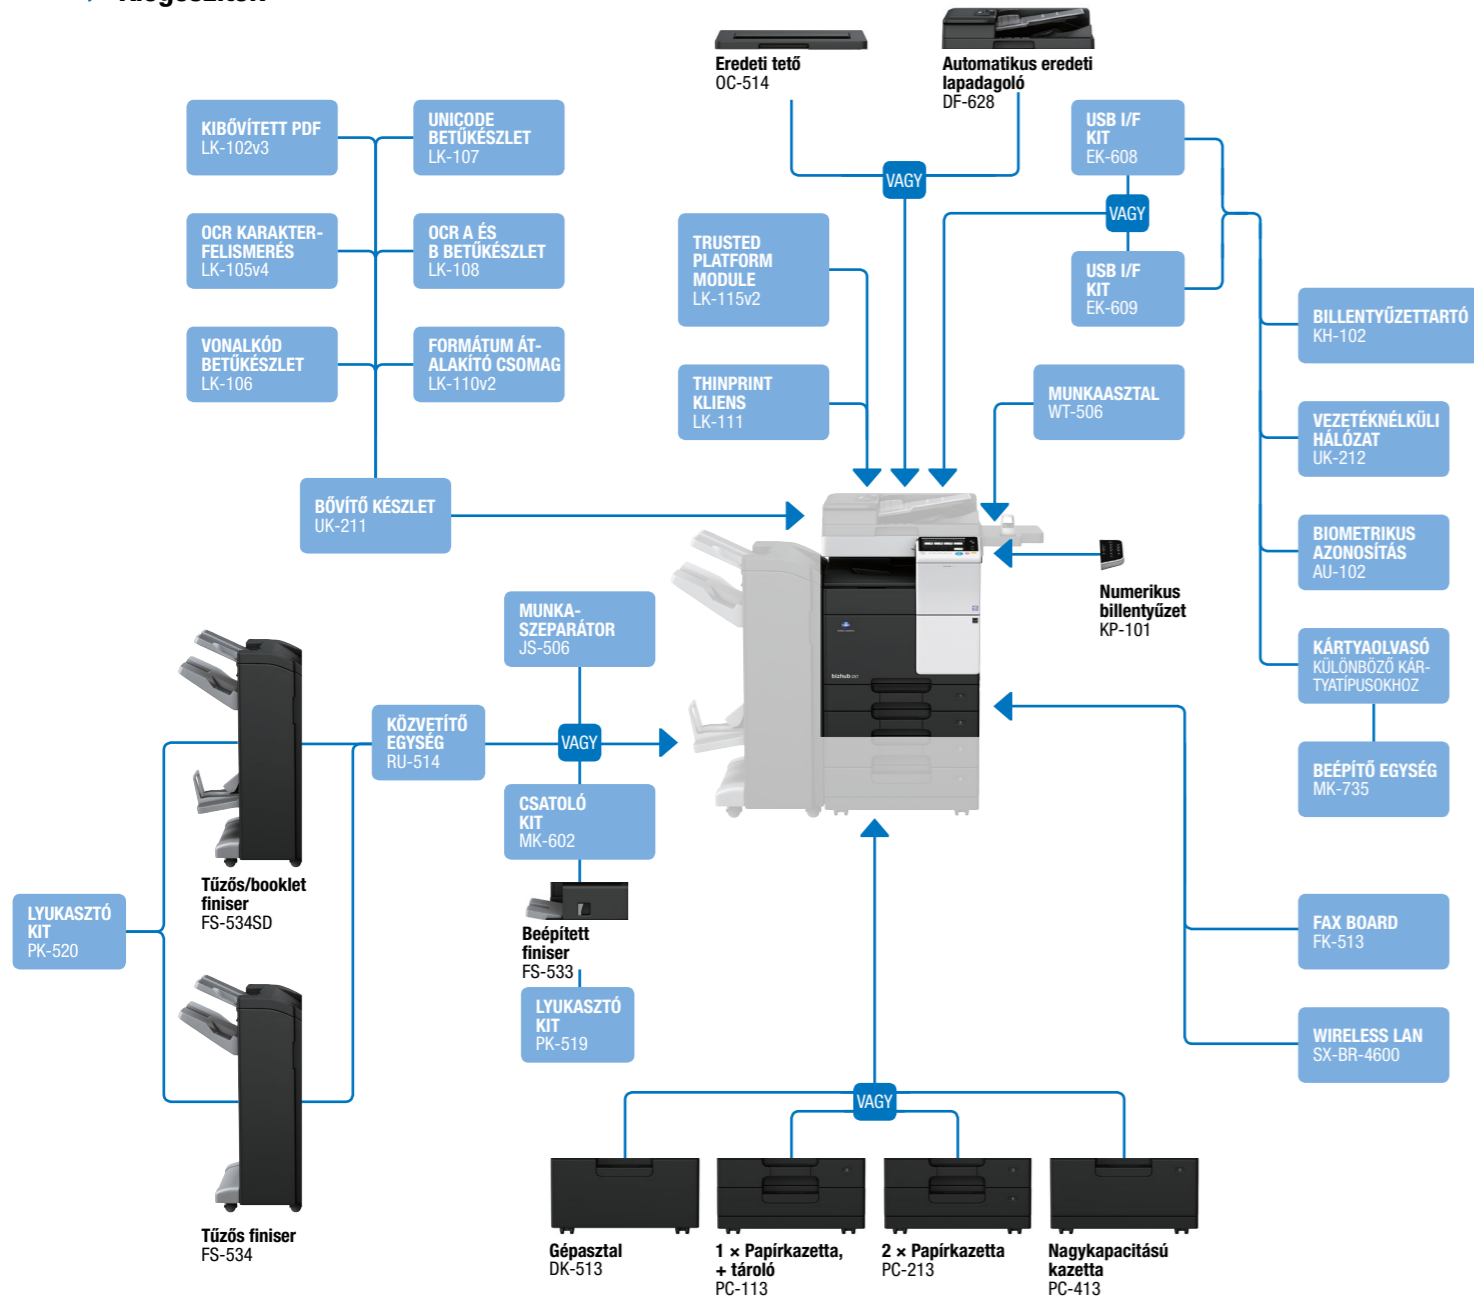 Eredeti tető
OC-514
Automatikus eredeti
lapadagoló
DF-628
KIBŐVÍTETT PDF
LK-102v3
UNICODE
BETŰKÉSZLET
LK-107
USB I/F
KIT
EK-608
VAGY
VAGY
OCR KARAKTER-
FELISMERÉS
LK-105v4
OCR A ÉS
B BETŰKÉSZLET
LK-108
TRUSTED
PLATFORM
MODULE
LK-115v2
USB I/F
KIT
EK-609
BILLENTYŰZETTARTÓ
KH-102
VONALKÓD
BETŰKÉSZLET
LK-106
FORMÁTUM ÁT-
ALAKÍTÓ CSOMAG
LK-110v2
THINPRINT
KLIENS
LK-111
MUNKAASZTAL
WT-506
VEZETÉKNÉLKÜLI
HÁLÓZAT
UK-212
BŐVÍTŐ KÉSZLET
UK-211
BIOMETRIKUS
AZONOSÍTÁS
AU-102
Numerikus
billentyűzet
KP-101
MUNKA-
SZEPARÁTOR
JS-506
KÁRTYAOLVASÓ
KÜLÖNBÖZŐ KÁR-
TYATÍPUSOKHOZ
bizhub
KÖZVETÍTŐ
EGYSÉG
RU-514
VAGY
BEÉPÍTŐ EGYSÉG
MK-735
CSATOLÓ
KIT
MK-602
Tűzős/booklet
finiser
FS-534SD
LYUKASZTÓ
KIT
PK-520
Beépített
finiser
FS-533
FAX BOARD
FK-513
LYUKASZTÓ
KIT
PK-519
WIRELESS LAN
SX-BR-4600
VAGY
Tűzős finiser
FS-534
Gépasztal
DK-513
1 × Papírkazetta,
+ tároló
PC-113
2 × Papírkazetta
PC-213
Nagykapacitású
kazetta
PC-413